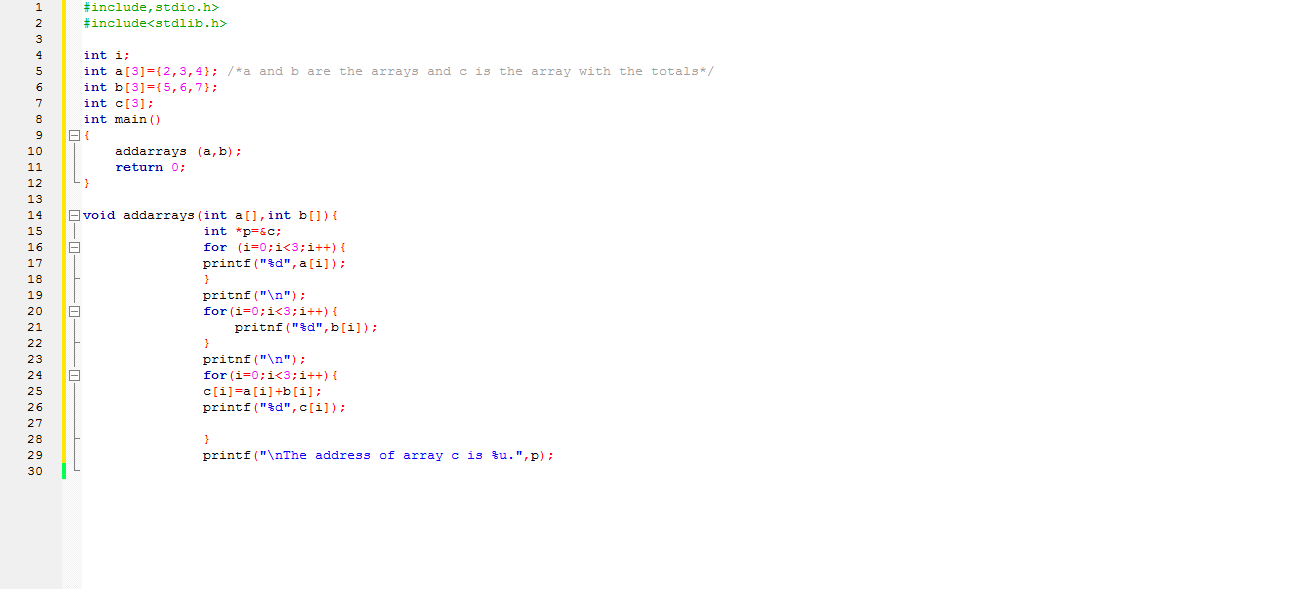 1 #include,stdio.h>
2 #include<stdlib.h>
3
4 int i;
5 int a[3]={2,3,4}; /*a and b are the arrays and c is the array with the totals*/
6 int b[3]={5,6,7};
7 int c[3];
8 int main()
9 {
10 addarrays (a,b);
11 return 0;
12 }
13
14 void addarrays(int a[],int b[]){
15 int *p=&c;
16 for (i=0;i<3;i++){
17 printf("%d",a[i]);
18 }
19 pritnf("\n");
20 for(i=0;i<3;i++){
21 pritnf("%d",b[i]);
22 }
23 pritnf("\n");
24 for(i=0;i<3;i++){
25 c[i]=a[i]+b[i];
26 printf("%d",c[i]);
27
28 }
29 printf("\nThe address of array c is %u.",p);
30